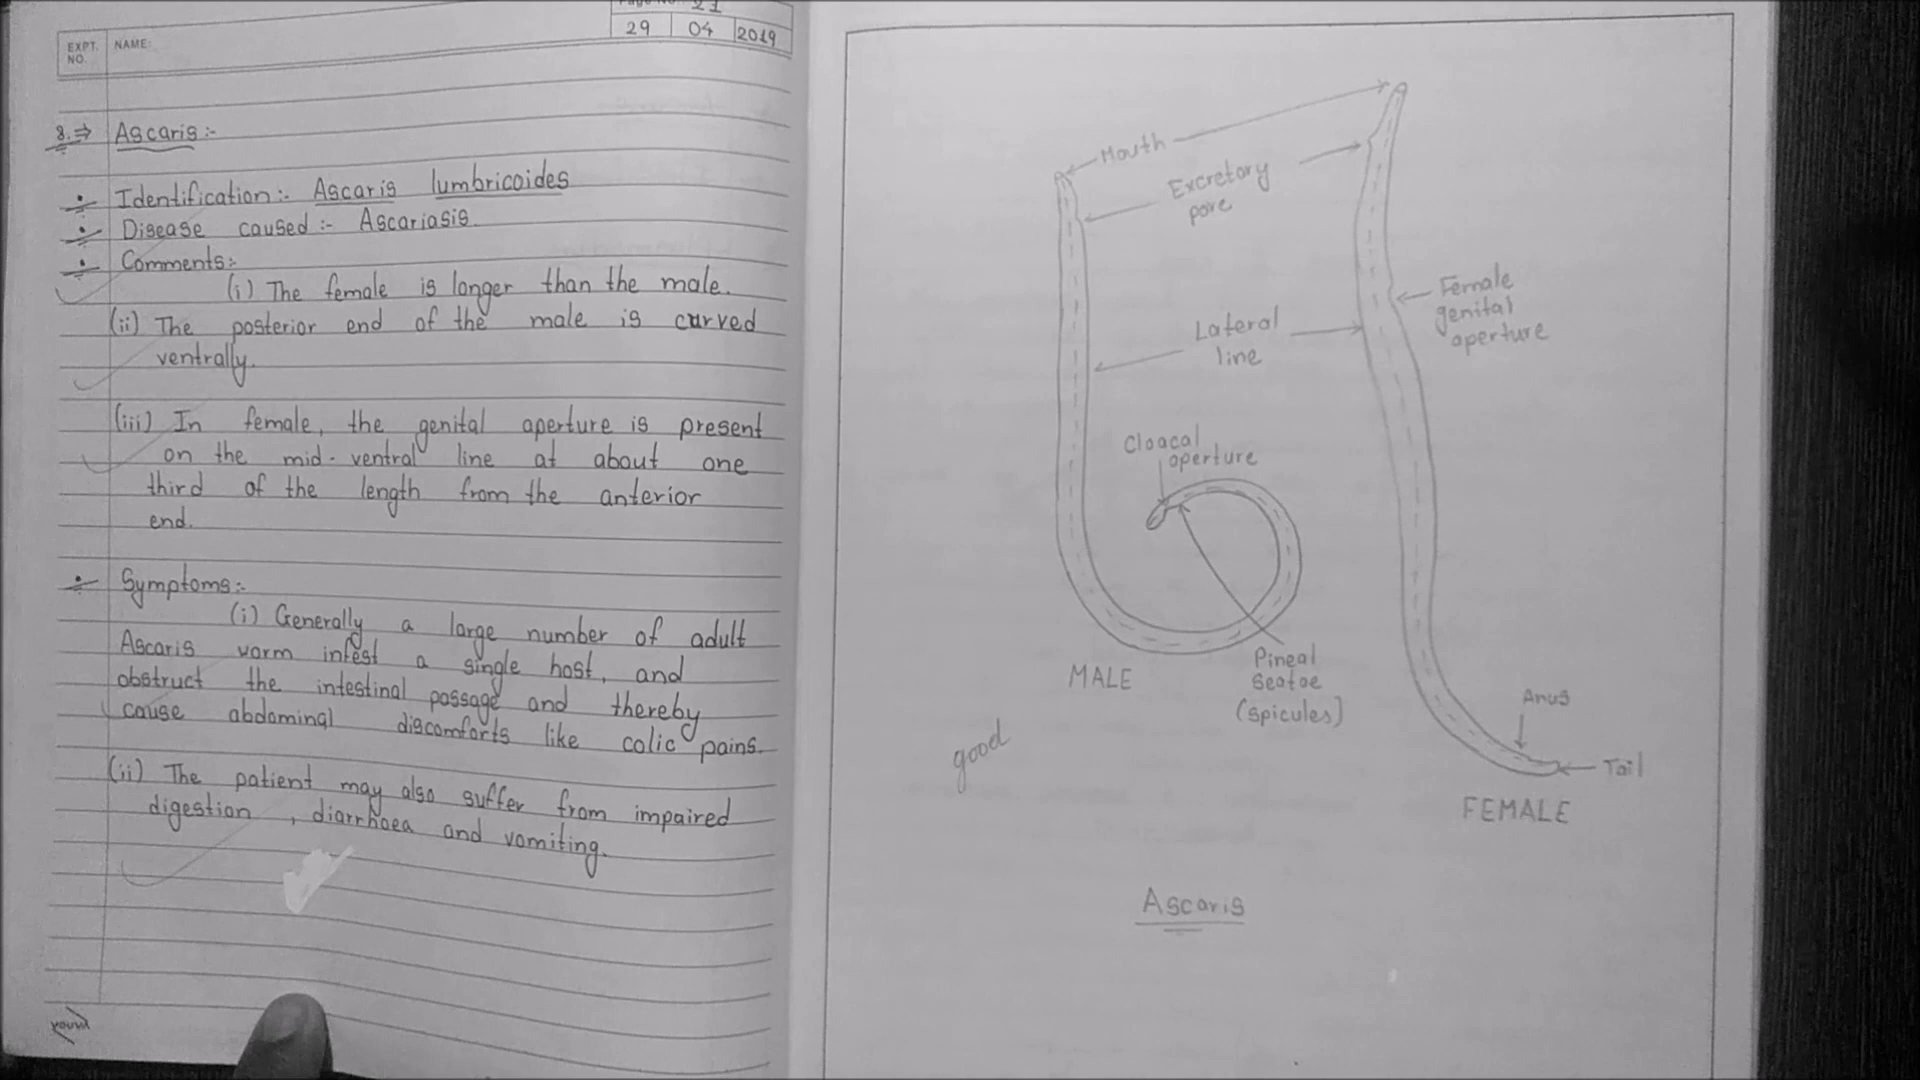 Page No. 21
29 04 2019
EXPT. NO.
NAME:
8.⇒ Ascaris:-
÷ Identification:- Ascaris lumbricoides
÷ Disease caused:- Ascariasis.
÷ Comments:-
(i) The female is longer than the male.
(ii) The posterior end of the male is curved
ventrally.
(iii) In female, the genital aperture is present
on the mid-ventral line at about one
third of the length from the anterior
end.
÷ Symptoms:-
(i) Generally a large number of adult
Ascaris worm infest a single host, and
obstruct the intestinal passage and thereby
cause abdominal discomforts like colic pains.
(ii) The patient may also suffer from impaired
digestion, diarrhoea and vomiting.
youva
Mouth
Excretory
pore
Female
genital
aperture
Lateral
line
Cloacal
aperture
MALE
Pineal
seatae
(spicules)
Anus
Tail
FEMALE
good
Ascaris